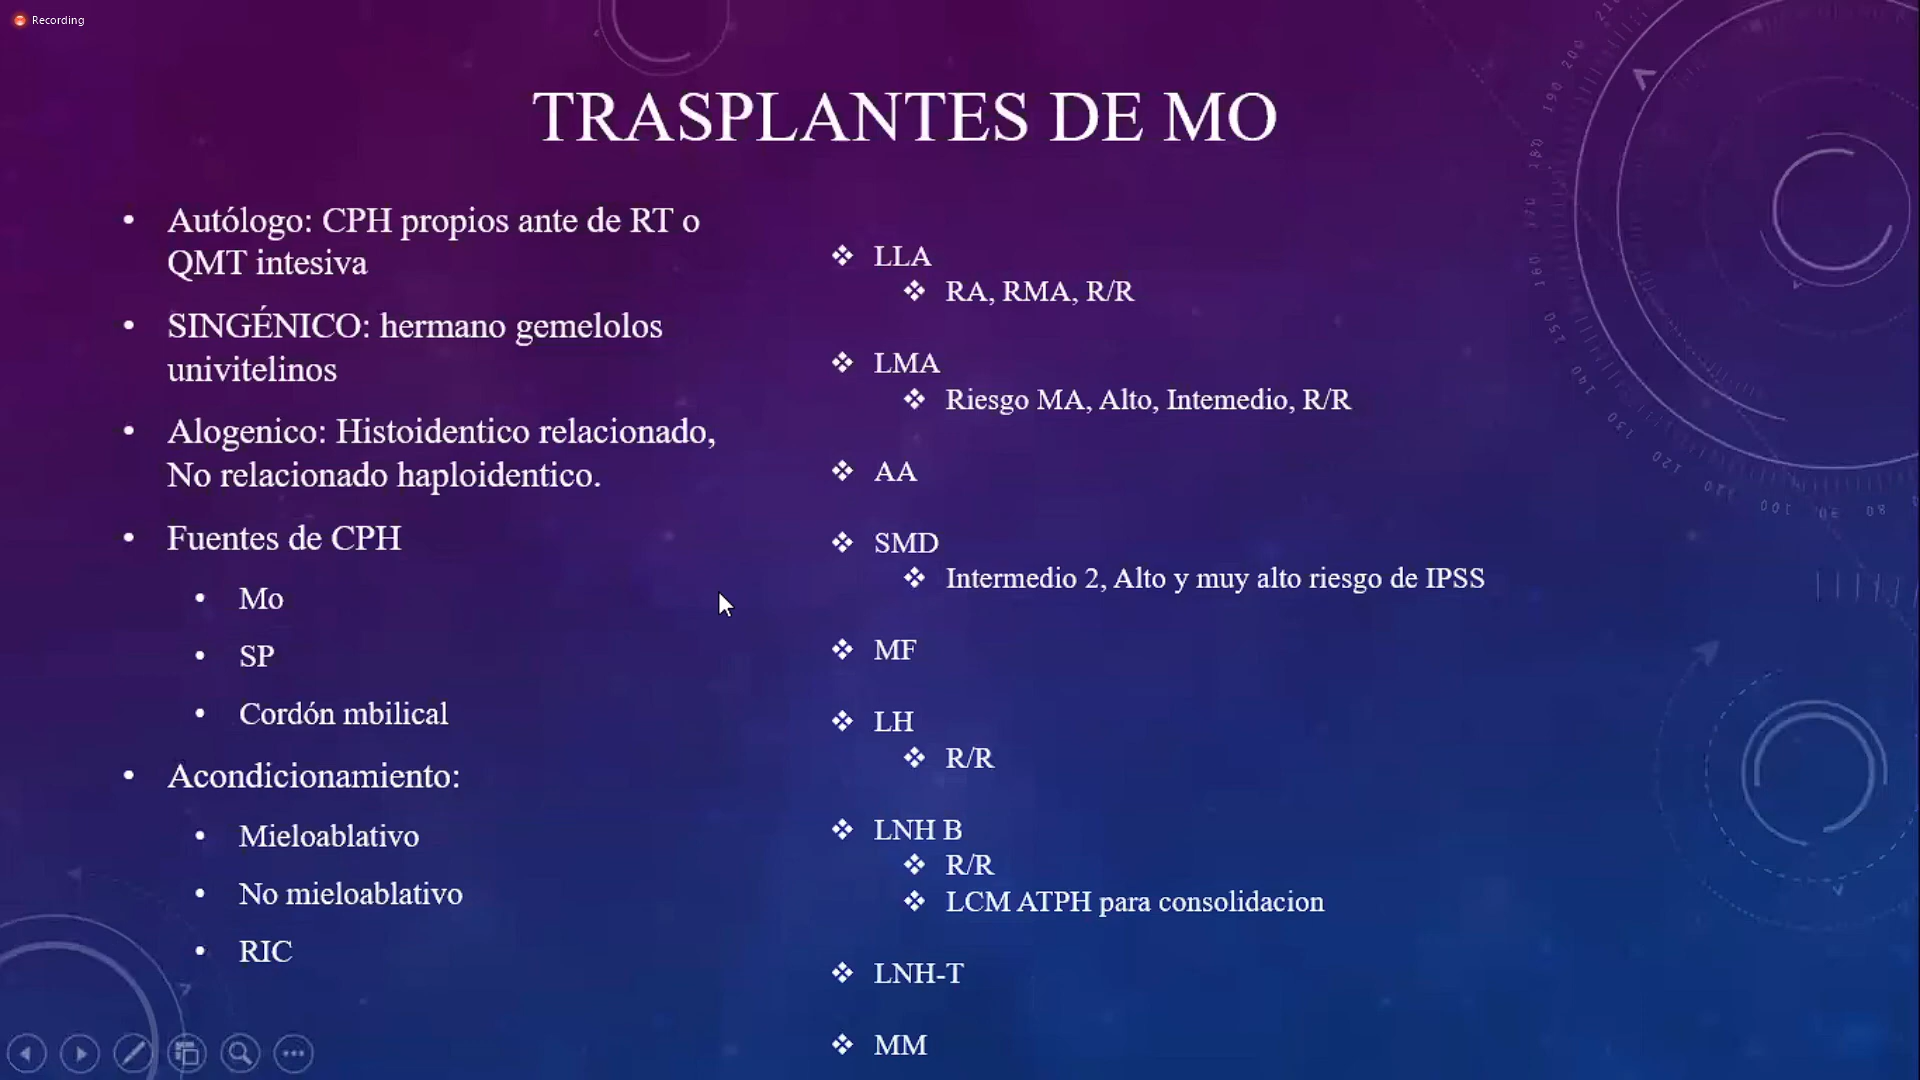 Recording
TRASPLANTES DE MO
Autólogo: CPH propios ante de RT o
QMT intesiva
SINGÉNICO: hermano gemelolos
univitelinos
Alogenico: Histoidentico relacionado,
No relacionado haploidentico.
Fuentes de CPH
Mo
SP
Cordón mbilical
Acondicionamiento:
Mieloablativo
No mieloablativo
RIC
LLA
RA, RMA, R/R
LMA
Riesgo MA, Alto, Intemedio, R/R
AA
SMD
Intermedio 2, Alto y muy alto riesgo de IPSS
MF
LH
R/R
LNH B
R/R
LCM ATPH para consolidacion
LNH-T
MM